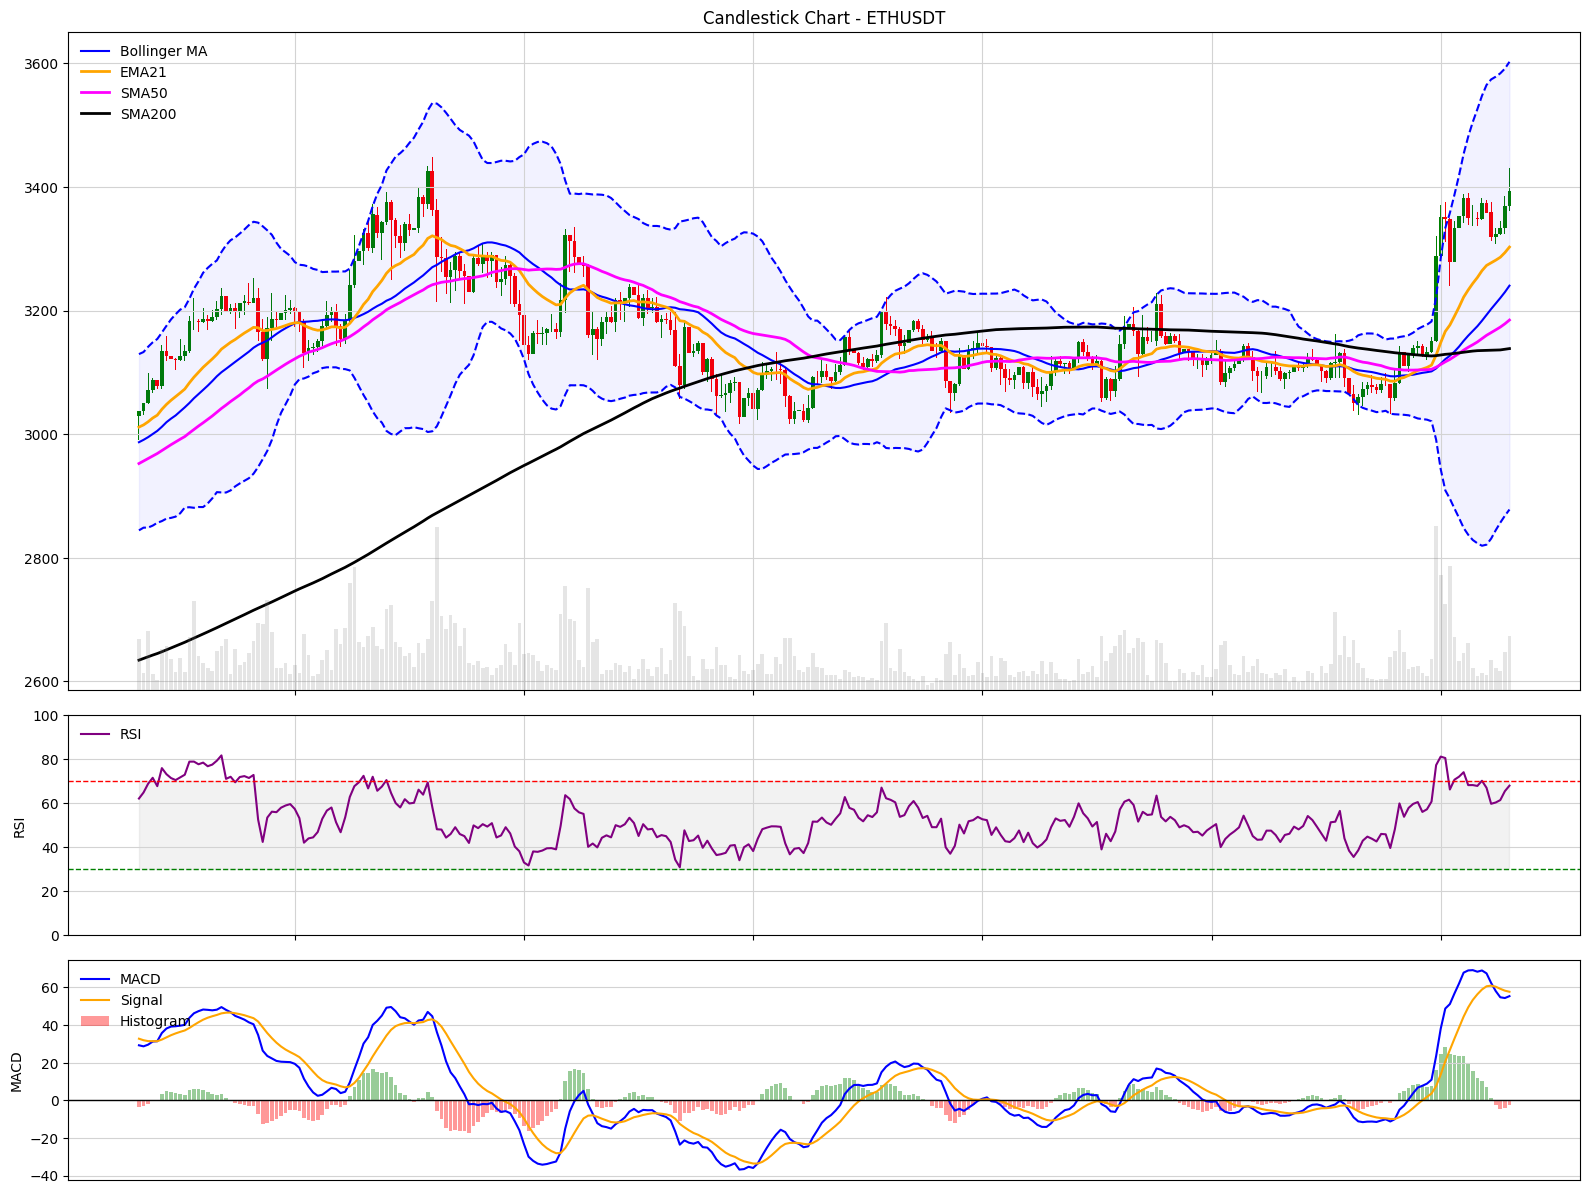 Candlestick Chart - ETHUSDT
Bollinger MA
EMA21
SMA50
SMA200
3600
3400
3200
3000
2800
2600
RSI
100
80
60
40
20
0
RSI
MACD
Signal
Histogram
60
40
20
0
−20
−40
MACD